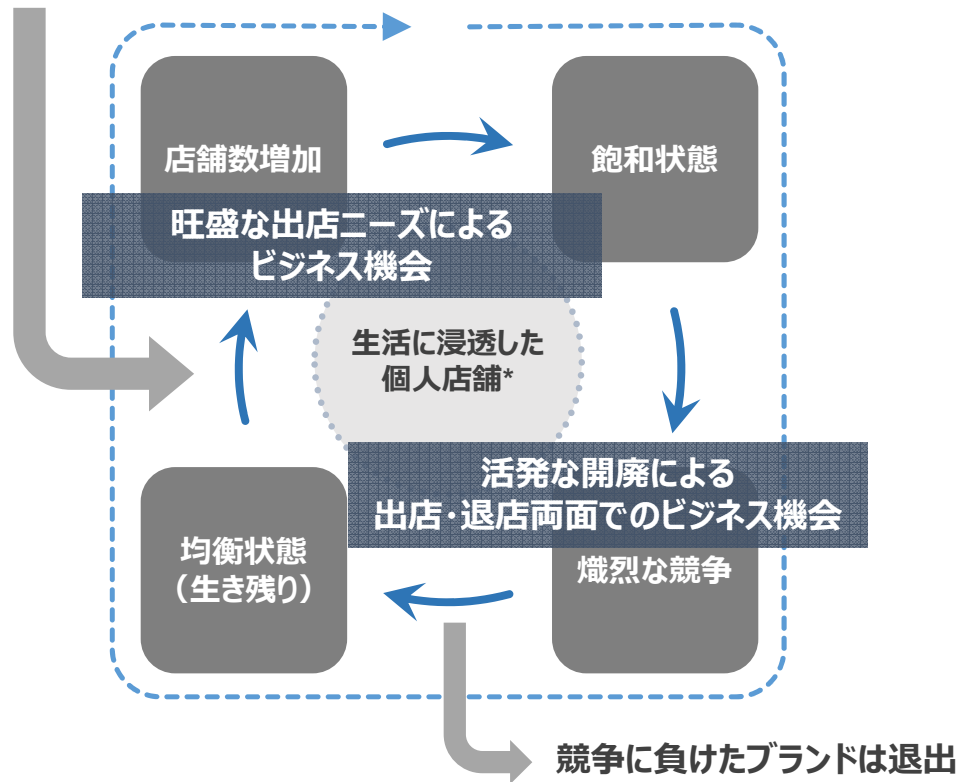 店舗数増加
飽和状態
旺盛な出店ニーズによる
ビジネス機会
生活に浸透した
個人店舗*
活発な開廃による
出店・退店両面でのビジネス機会
均衡状態
（生き残り）
熾烈な競争
競争に負けたブランドは退出